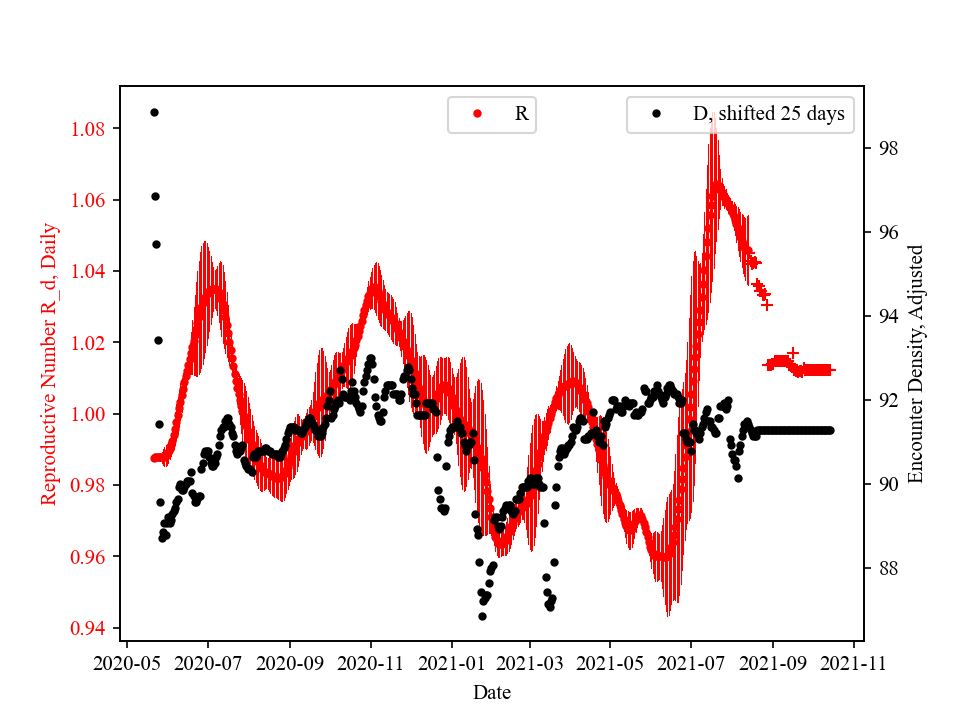 R
D, shifted 25 days
1.08
1.06
1.04
1.02
1.00
0.98
0.96
0.94
Reproductive Number R_d, Daily
98
96
94
92
90
88
Encounter Density, Adjusted
2020-05 2020-07 2020-09 2020-11 2021-01 2021-03 2021-05 2021-07 2021-09 2021-11
Date